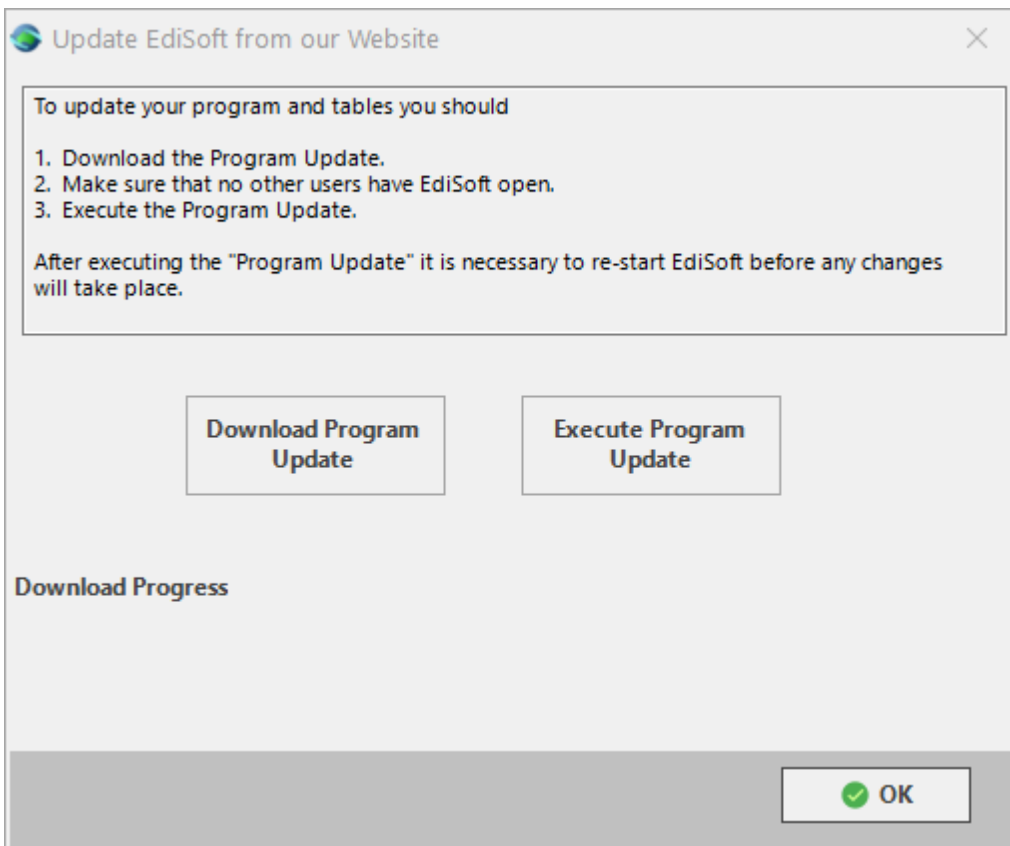 Update EdiSoft from our Website
To update your program and tables you should
1. Download the Program Update.
2. Make sure that no other users have EdiSoft open.
3. Execute the Program Update.
After executing the "Program Update" it is necessary to re-start EdiSoft before any changes
will take place.
Download Program
Update
Execute Program
Update
Download Progress
OK